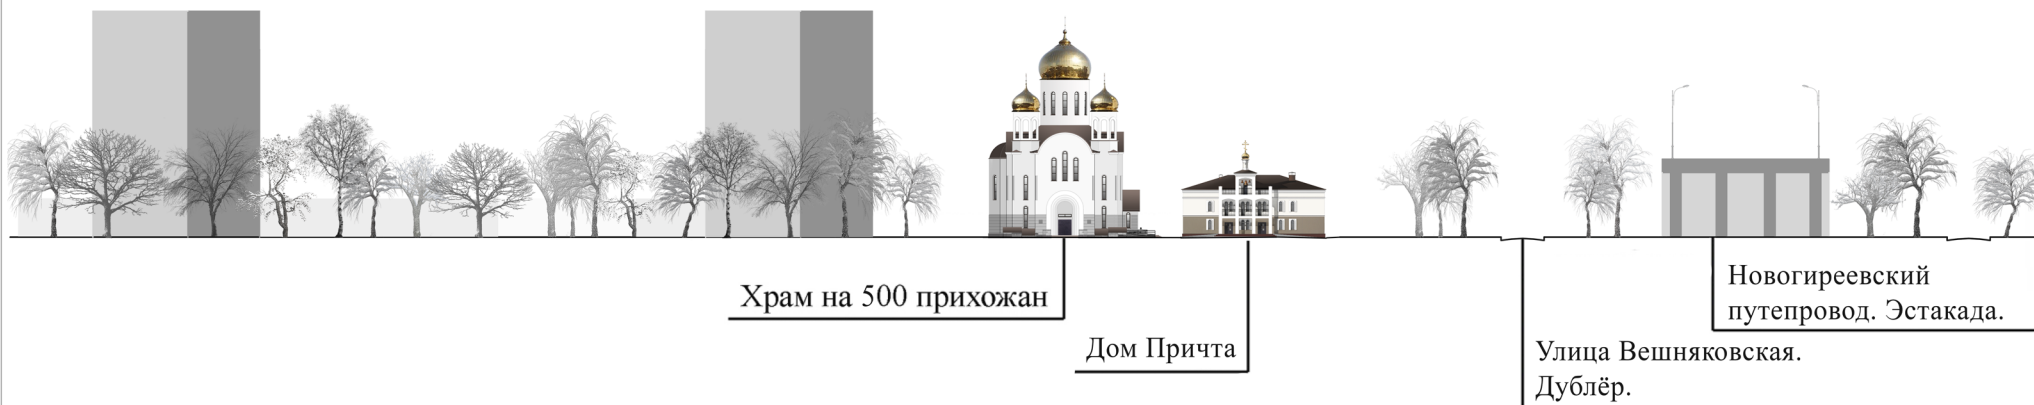 Храм на 500 прихожан
Дом Причта
Улица Вешняковская.
Дублёр.
Новогиреевский
путепровод. Эстакада.